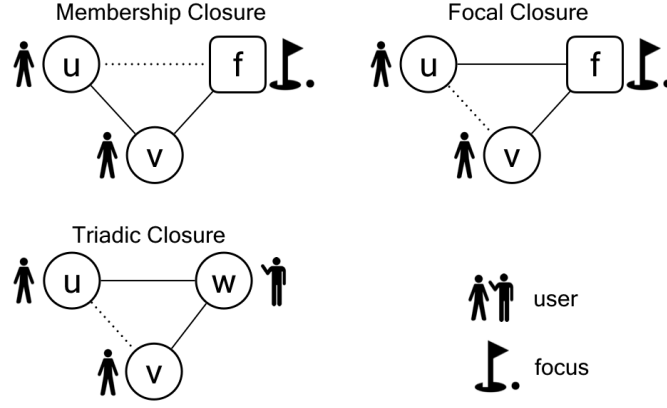 Membership Closure
Focal Closure
u
f
u
f
v
v
Triadic Closure
u
w
user
v
focus